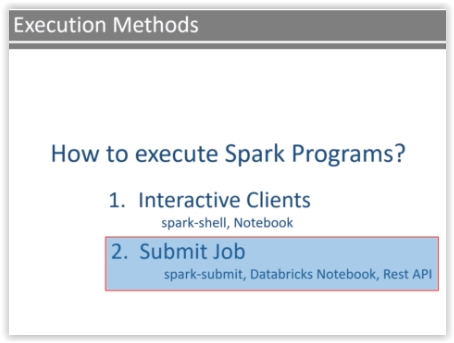 Execution Methods
How to execute Spark Programs?
1. Interactive Clients
spark-shell, Notebook
2. Submit Job
spark-submit, Databricks Notebook, Rest API